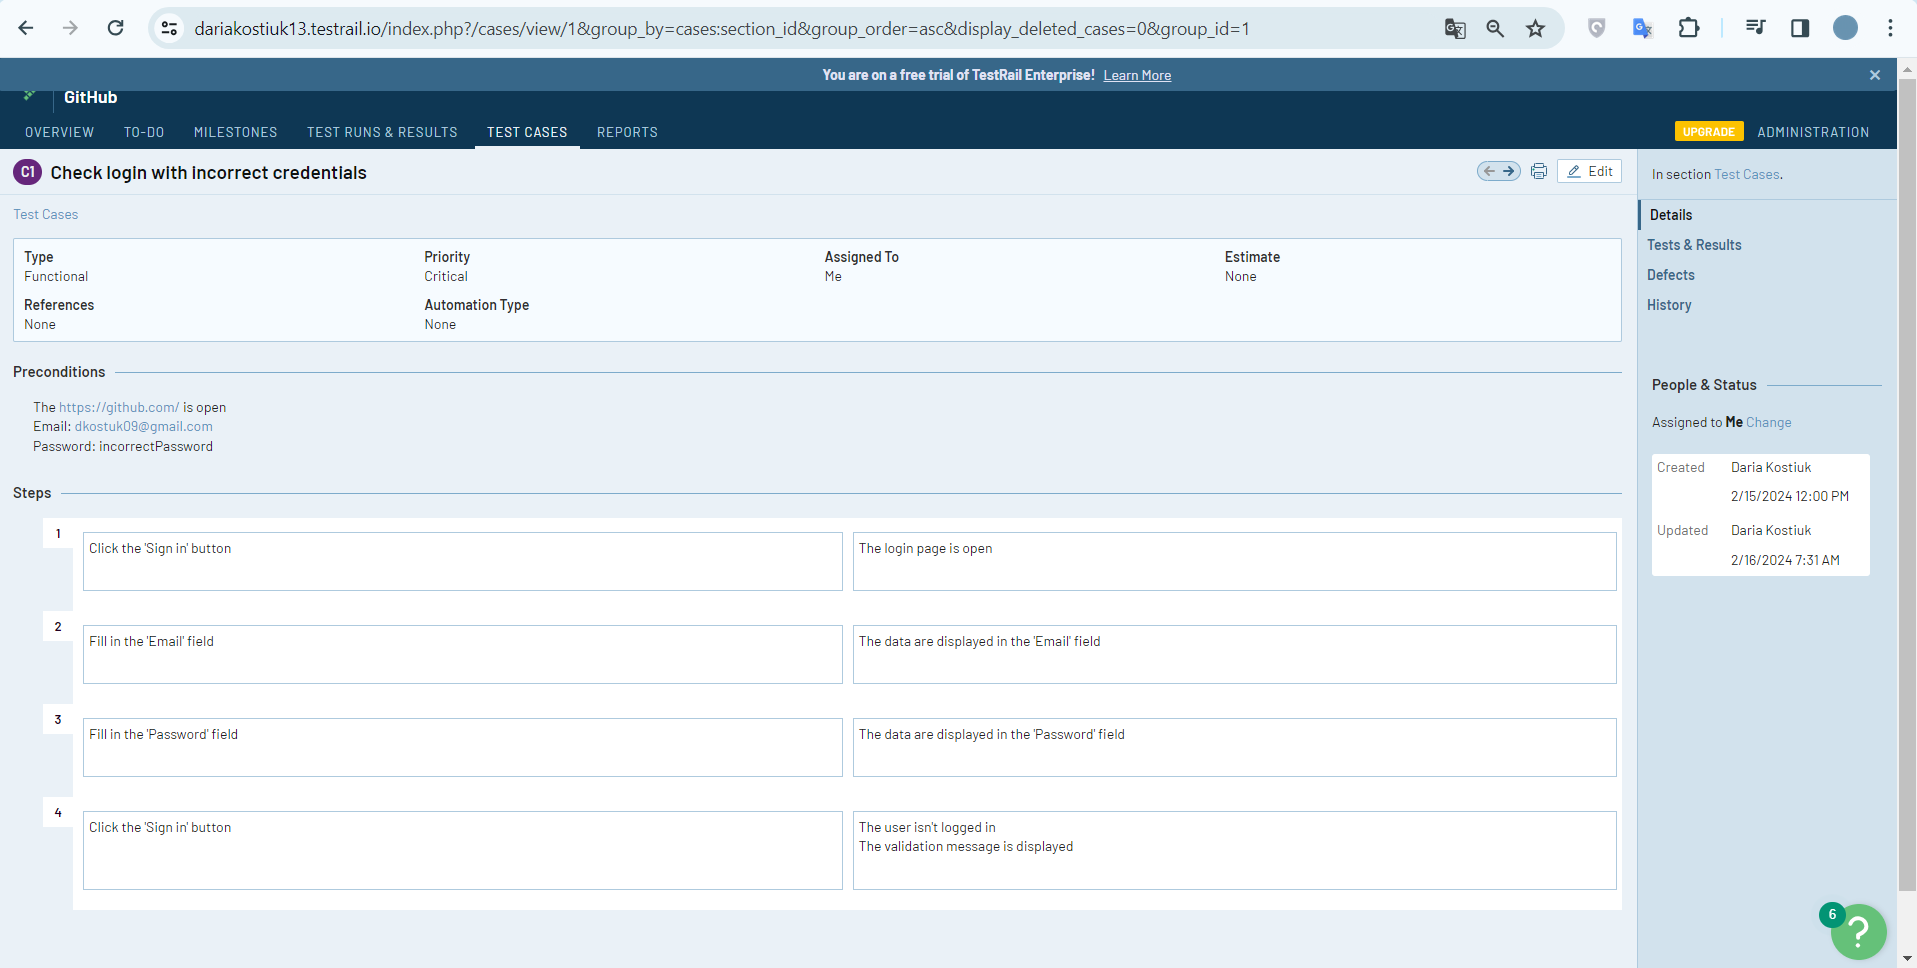 dariakostiuk13.testrail.io/index.php?/cases/view/1&group_by=cases:section_id&group_order=asc&display_deleted_cases=0&group_id=1
You are on a free trial of TestRail Enterprise! Learn More
GitHub
OVERVIEW TO-DO MILESTONES TEST RUNS & RESULTS TEST CASES REPORTS UPGRADE ADMINISTRATION
C1 Check login with incorrect credentials Edit
In section Test Cases.
Test Cases
Details
Tests & Results
Defects
History
Type Priority Assigned To Estimate
Functional Critical Me None
References Automation Type
None None
Preconditions
The https://github.com/ is open
Email: dkostuk09@gmail.com
Password: incorrectPassword
People & Status
Assigned to Me Change
Created Daria Kostiuk
2/15/2024 12:00 PM
Updated Daria Kostiuk
2/16/2024 7:31 AM
Steps
1 Click the 'Sign in' button The login page is open
2 Fill in the 'Email' field The data are displayed in the 'Email' field
3 Fill in the 'Password' field The data are displayed in the 'Password' field
4 Click the 'Sign in' button The user isn't logged in
The validation message is displayed
6
?